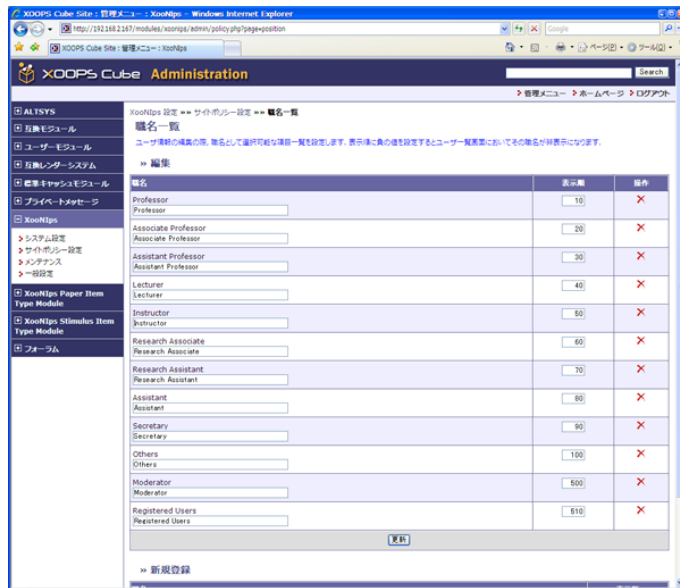 XOOPS Cube Site : 管理メニュー : XooNIps - Windows Internet Explorer
http://192.168.2.167/modules/xoonips/admin/policy.php?page=position
Google
XOOPS Cube Site : 管理メニュー : XooNIps
ページ(P)
ツール(O)
XOOPS Cube Administration
Search
管理メニュー ホームページ ログアウト
ALTSYS
互換モジュール
ユーザーモジュール
互換レンダーシステム
標準キャッシュモジュール
プライベートメッセージ
XooNIps
システム設定
サイトポリシー設定
メンテナンス
一般設定
XooNIps Paper Item
Type Module
XooNIps Stimulus Item
Type Module
フォーラム
XooNIps 設定 »» サイトポリシー設定 »» 職名一覧
職名一覧
ユーザ情報の編集の際、職名として選択可能な項目一覧を設定します。表示順に負の値を設定するとユーザ一覧画面においてその職名が非表示になります。
» 編集
職名 表示順 操作
Professor
Professor 10
Associate Professor
Associate Professor 20
Assistant Professor
Assistant Professor 30
Lecturer
Lecturer 40
Instructor
Instructor 50
Research Associate
Research Associate 60
Research Assistant
Research Assistant 70
Assistant
Assistant 80
Secretary
Secretary 90
Others
Others 100
Moderator
Moderator 500
Registered Users
Registered Users 510
更新
» 新規登録